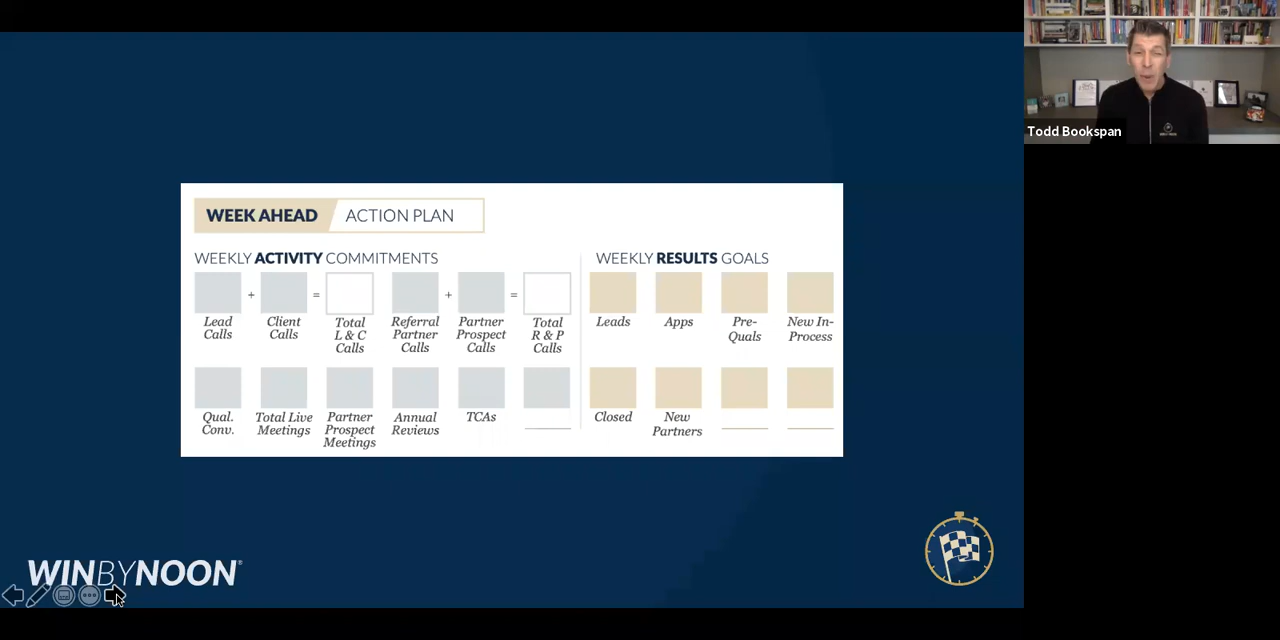 Todd Bookspan
WEEK AHEAD ACTION PLAN
WEEKLY ACTIVITY COMMITMENTS
+ = + =
Lead Calls
Client Calls
Total L & C Calls
Referral Partner Calls
Partner Prospect Calls
Total R & P Calls
Qual. Conv.
Total Live Meetings
Partner Prospect Meetings
Annual Reviews
TCAs
WEEKLY RESULTS GOALS
Leads
Apps
Pre-Quals
New In-Process
Closed
New Partners
WINBYNOON®